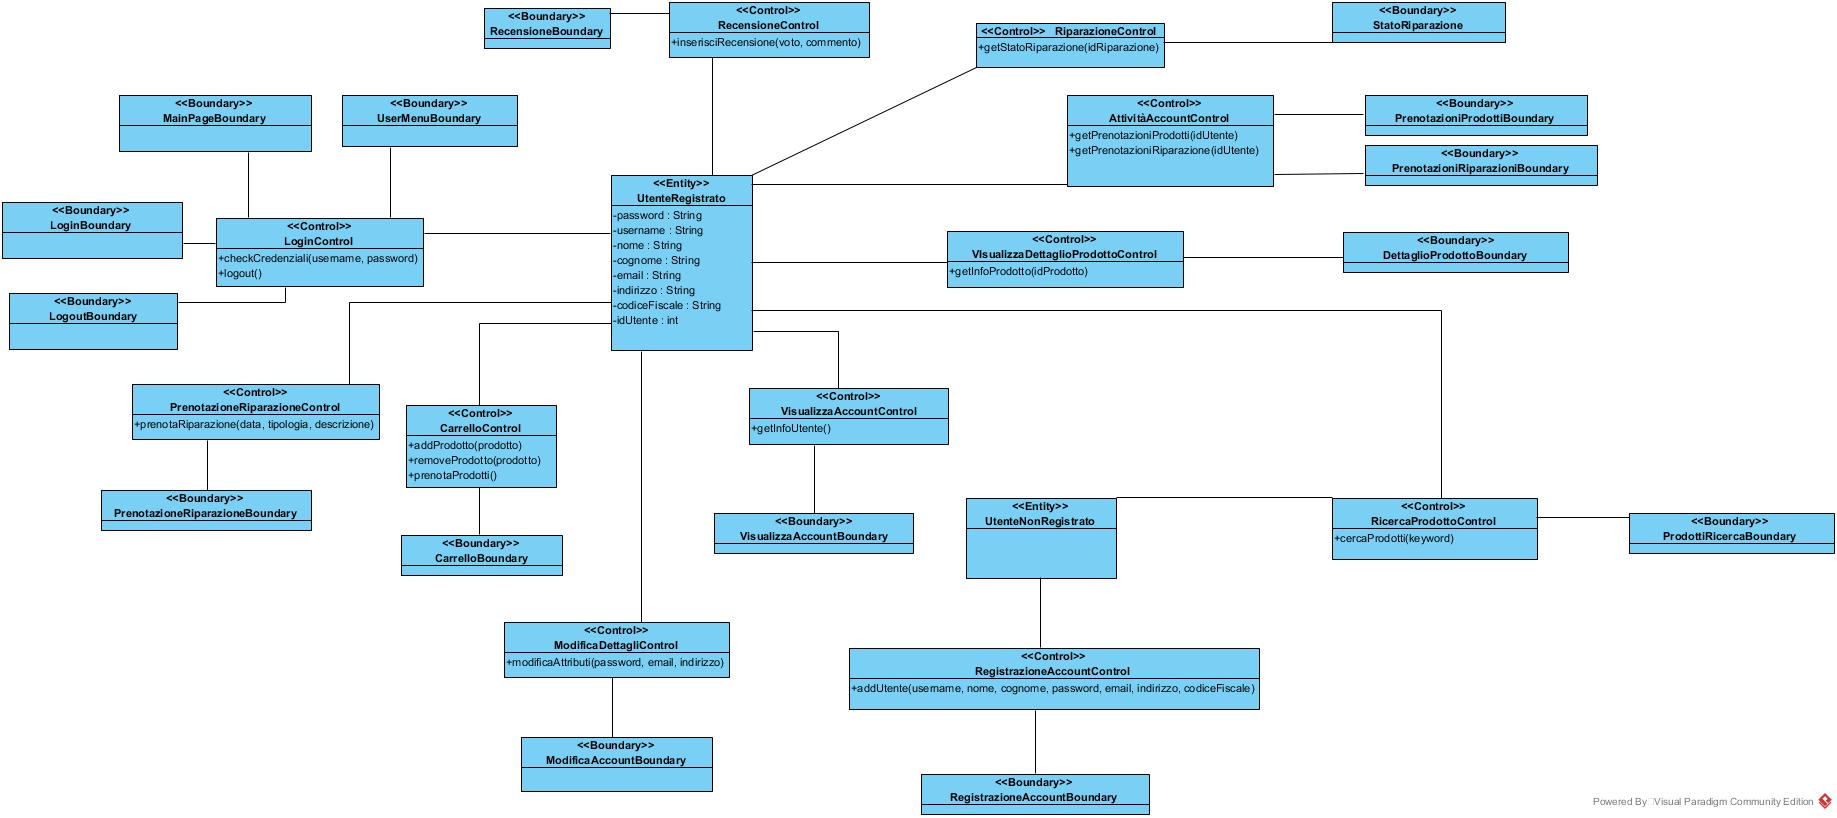 <<Boundary>>
RecensioneBoundary
<<Control>>
RecensioneControl
+inserisciRecensione(voto, commento)
<<Control>> RiparazioneControl
+getStatoRiparazione(idRiparazione)
<<Boundary>>
StatoRiparazione
<<Boundary>>
MainPageBoundary
<<Boundary>>
UserMenuBoundary
<<Control>>
AttivitàAccountControl
+getPrenotazioniProdotti(idUtente)
+getPrenotazioniRiparazione(idUtente)
<<Boundary>>
PrenotazioniProdottiBoundary
<<Boundary>>
PrenotazioniRiparazioniBoundary
<<Entity>>
UtenteRegistrato
-password : String
-username : String
-nome : String
-cognome : String
-email : String
-indirizzo : String
-codiceFiscale : String
-idUtente : int
<<Boundary>>
LoginBoundary
<<Control>>
LoginControl
+checkCredenziali(username, password)
+logout()
<<Boundary>>
LogoutBoundary
<<Control>>
VIsualizzaDettaglioProdottoControl
+getInfoProdotto(idProdotto)
<<Boundary>>
DettaglioProdottoBoundary
<<Control>>
PrenotazioneRiparazioneControl
+prenotaRiparazione(data, tipologia, descrizione)
<<Control>>
CarrelloControl
+addProdotto(prodotto)
+removeProdotto(prodotto)
+prenotaProdotti()
<<Control>>
VisualizzaAccountControl
+getInfoUtente()
<<Boundary>>
PrenotazioneRiparazioneBoundary
<<Boundary>>
CarrelloBoundary
<<Boundary>>
VisualizzaAccountBoundary
<<Entity>>
UtenteNonRegistrato
<<Control>>
RicercaProdottoControl
+cercaProdotti(keyword)
<<Boundary>>
ProdottiRicercaBoundary
<<Control>>
ModificaDettagliControl
+modificaAttributi(password, email, indirizzo)
<<Control>>
RegistrazioneAccountControl
+addUtente(username, nome, cognome, password, email, indirizzo, codiceFiscale)
<<Boundary>>
ModificaAccountBoundary
<<Boundary>>
RegistrazioneAccountBoundary
Powered By Visual Paradigm Community Edition